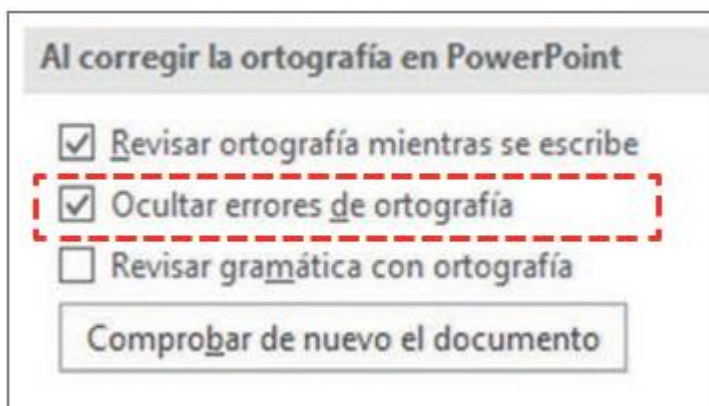 Al corregir la ortografía en PowerPoint
Revisar ortografía mientras se escribe
Ocultar errores de ortografía
Revisar gramática con ortografía
Comprobar de nuevo el documento